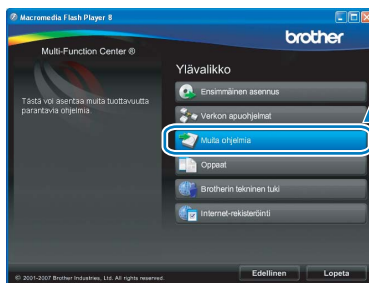 Macromedia Flash Player 8
brother
Multi-Function Center ®
Ylävalikko
Ensimmäinen asennus
Tästä voi asentaa muita tuottavuutta
parantavia ohjelmia
Verkon apuohjelmat
Muita ohjelmia
Oppaat
Brotherin tekninen tuki
Internet-rekisteröinti
© 2001-2007 Brother Industries, Ltd. All rights reserved.
Edellinen
Lopeta